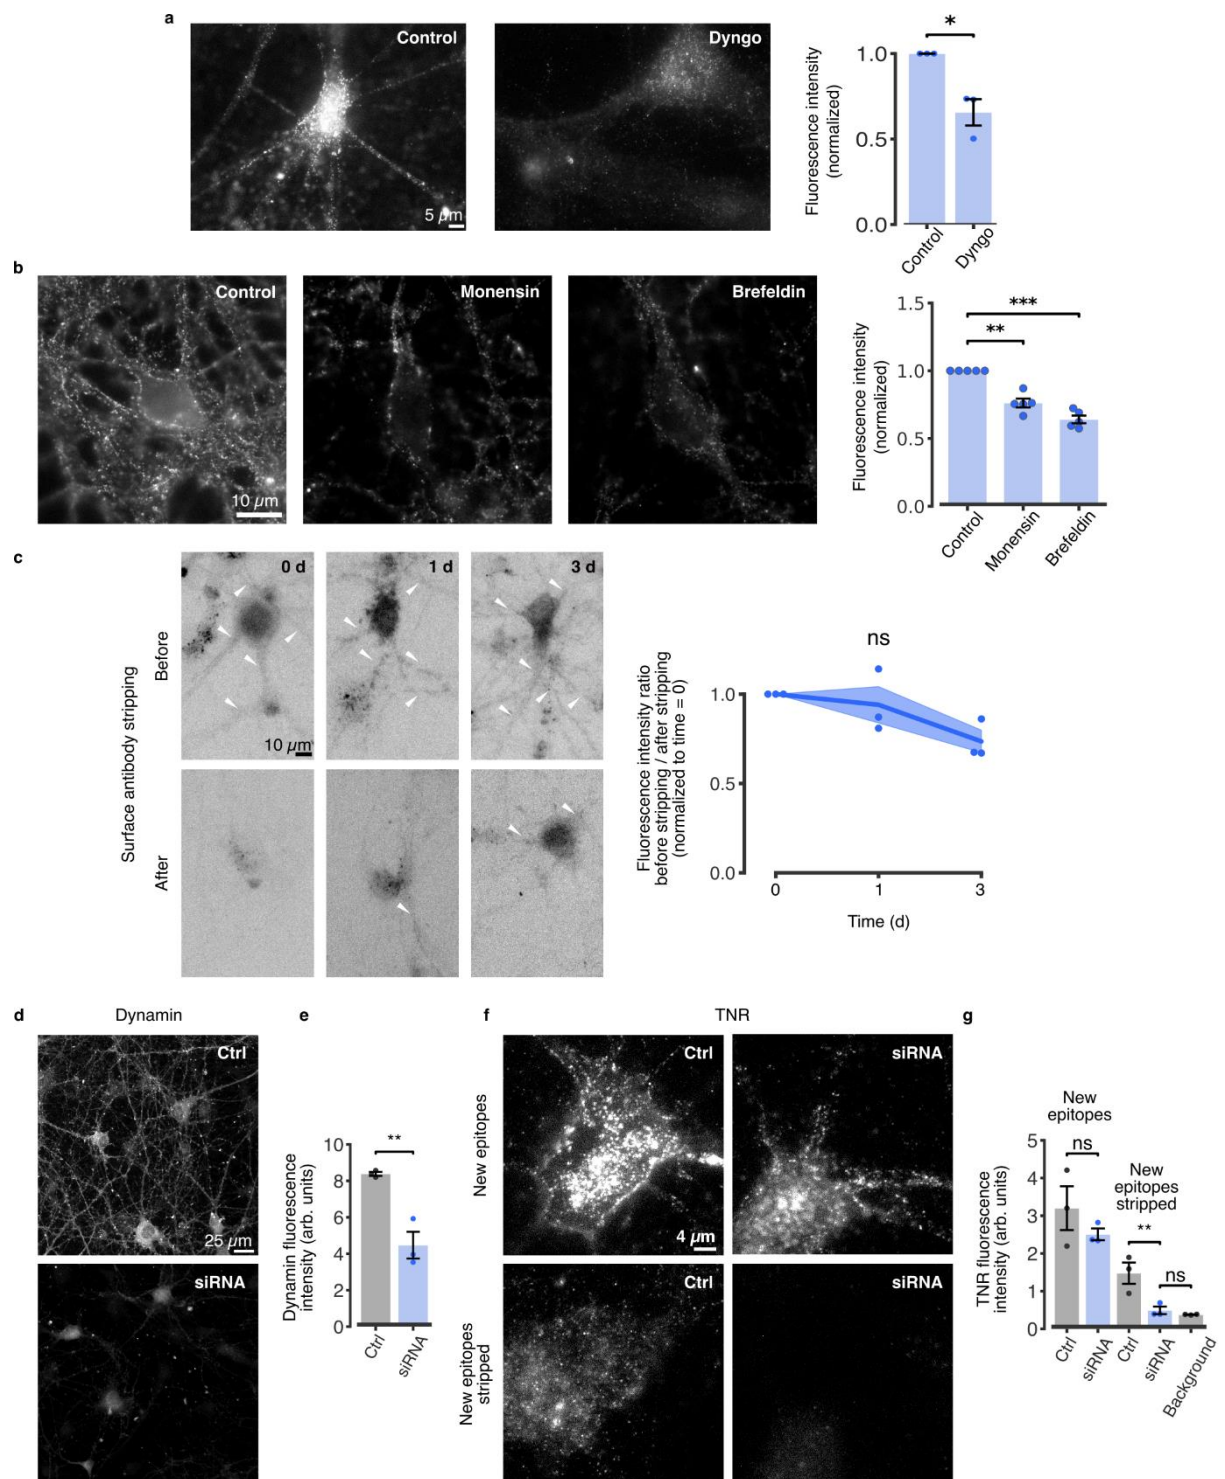 a
Control
5 µm
Dyngo
*
Fluorescence intensity
(normalized)
1.0
0.5
0.0
Control
Dyngo
b
Control
10 µm
Monensin
Brefeldin
***
**
Fluorescence intensity
(normalized)
1.5
1.0
0.5
0.0
Control
Monensin
Brefeldin
c
Surface antibody stripping
Before
After
0 d
1 d
3 d
10 µm
ns
Fluorescence intensity ratio
before stripping / after stripping
(normalized to time = 0)
1.0
0.5
0.0
0
1
3
Time (d)
d
Dynamin
Ctrl
25 µm
siRNA
e
**
Dynamin fluorescence
intensity (arb. units)
10
8
6
4
2
0
Ctrl
siRNA
f
TNR
New epitopes
Ctrl
4 µm
siRNA
New epitopes
stripped
Ctrl
siRNA
g
New
epitopes
ns
New
epitopes
stripped
**
ns
TNR fluorescence
intensity (arb. units)
5
4
3
2
1
0
Ctrl
siRNA
Ctrl
siRNA
Background